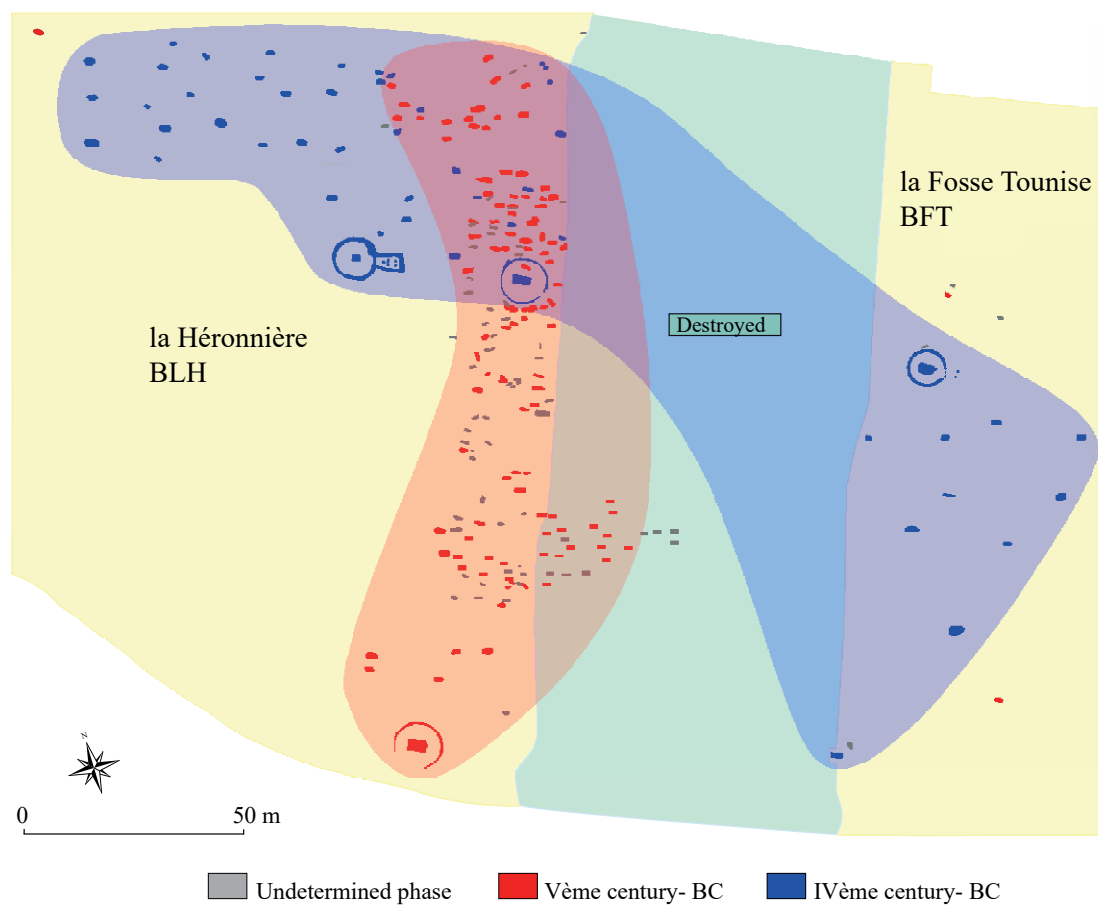 la Fosse Tounise
BFT
Destroyed
la Héronnière
BLH
N
0 50 m
Undetermined phase
Vème century- BC
IVème century- BC